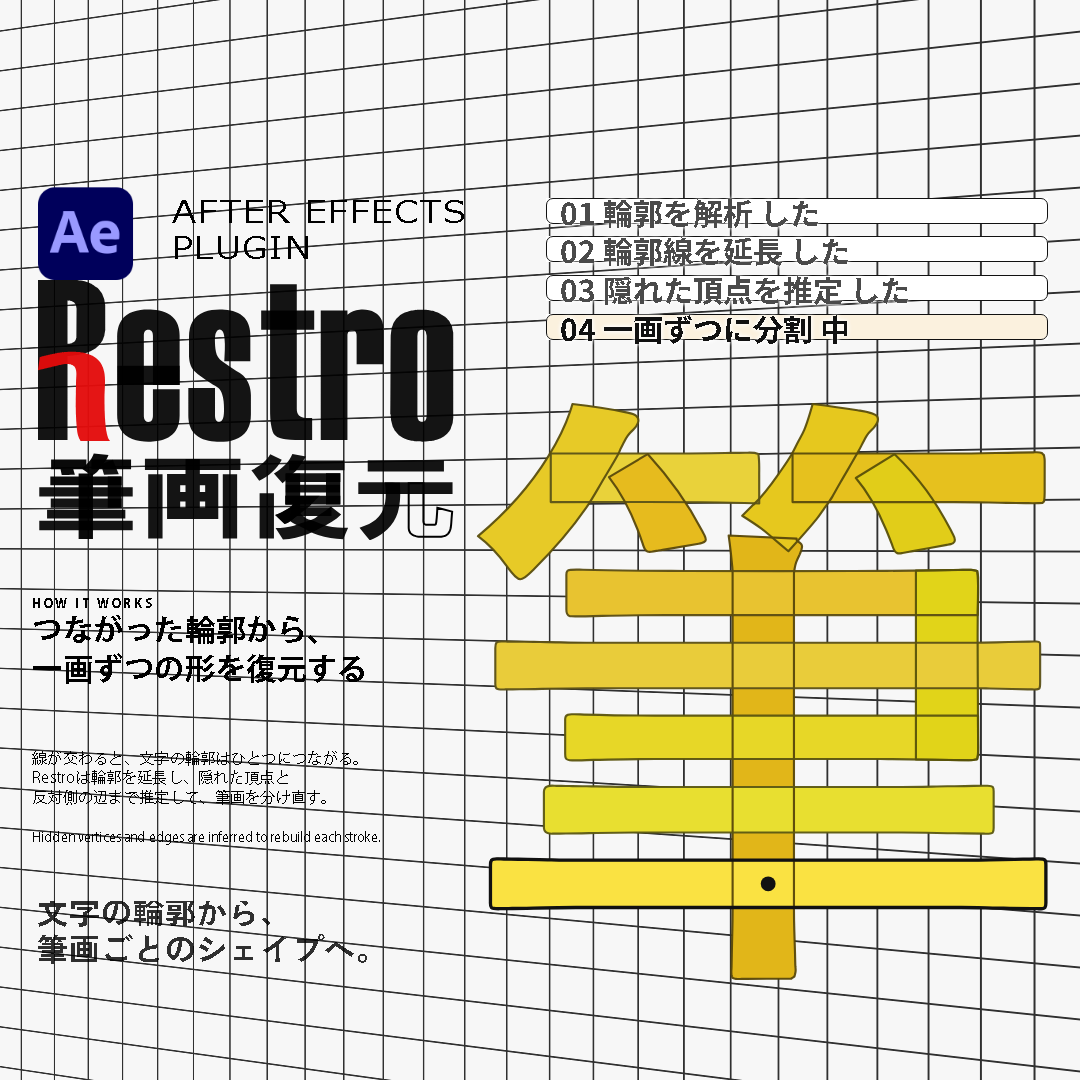 Ae
AFTER EFFECTS
PLUGIN
Restro
筆画復元
HOW IT WORKS
つながった輪郭から、
一画ずつの形を復元する
線が交わると、文字の輪郭はひとつにつながる。
Restroは輪郭を延長し、隠れた頂点と
反対側の辺まで推定して、筆画を分け直す。
Hidden vertices and edges are inferred to rebuild each stroke.
文字の輪郭から、
筆画ごとのシェイプへ。
01 輪郭を解析 した
02 輪郭線を延長 した
03 隠れた頂点を推定 した
04 一画ずつに分割 中
筆